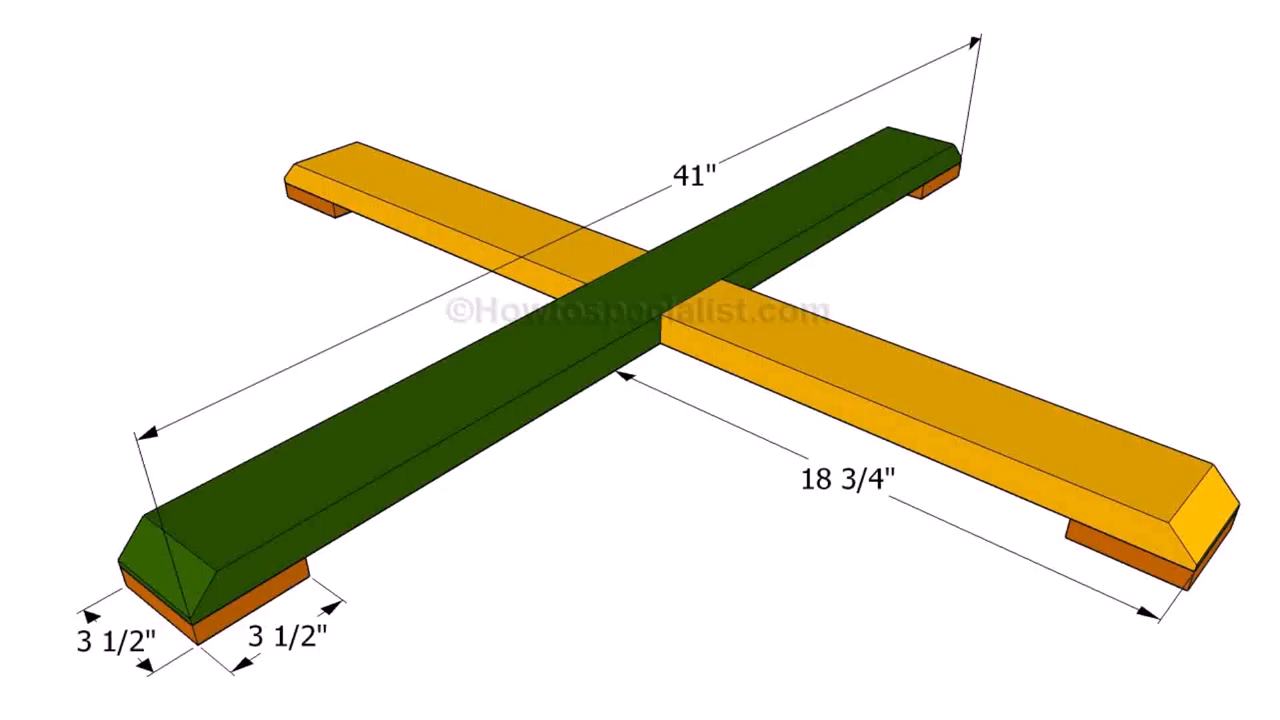 41"
©Howtospecialist.com
18 3/4"
3 1/2"
3 1/2"